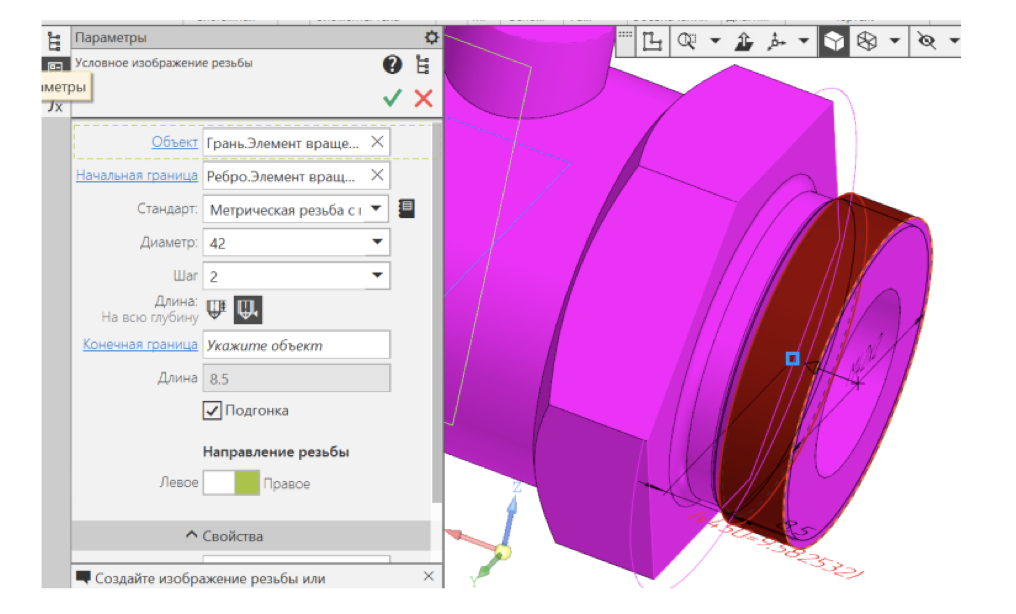 Параметры
Условное изображение резьбы
аметры
Объект Грань.Элемент враще...
Начальная граница Ребро.Элемент вращ...
Стандарт: Метрическая резьба с
Диаметр: 42
Шаг 2
Длина:
На всю глубину
Конечная граница Укажите объект
Длина 8.5
Подгонка
Направление резьбы
Левое Правое
Свойства
Создайте изображение резьбы или
Z
Y
8.5